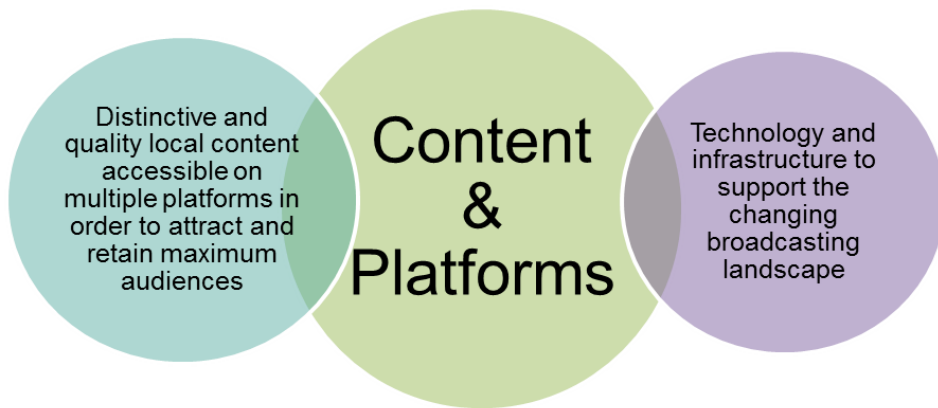 Distinctive and
quality local content
accessible on
multiple platforms in
order to attract and
retain maximum
audiences
Content
&
Platforms
Technology and
infrastructure to
support the
changing
broadcasting
landscape